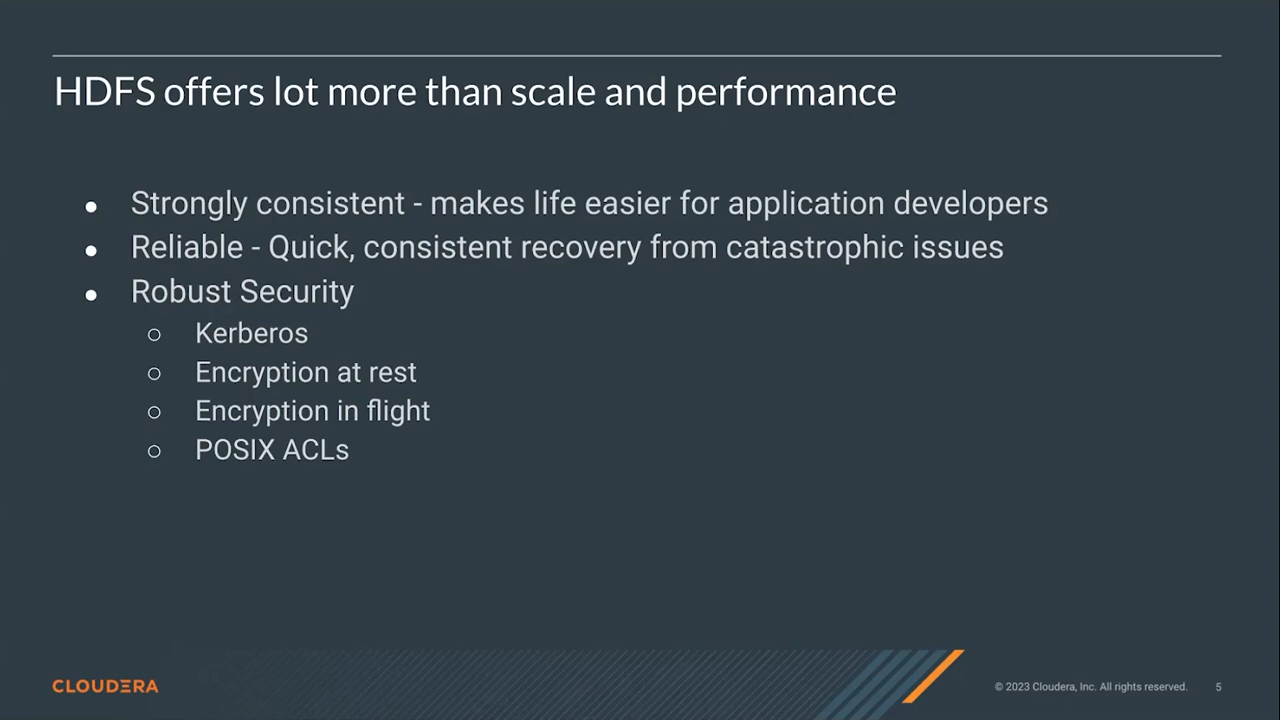 HDFS offers lot more than scale and performance
● Strongly consistent - makes life easier for application developers
● Reliable - Quick, consistent recovery from catastrophic issues
● Robust Security
○ Kerberos
○ Encryption at rest
○ Encryption in flight
○ POSIX ACLs
CLOUDERA
© 2023 Cloudera, Inc. All rights reserved. 5